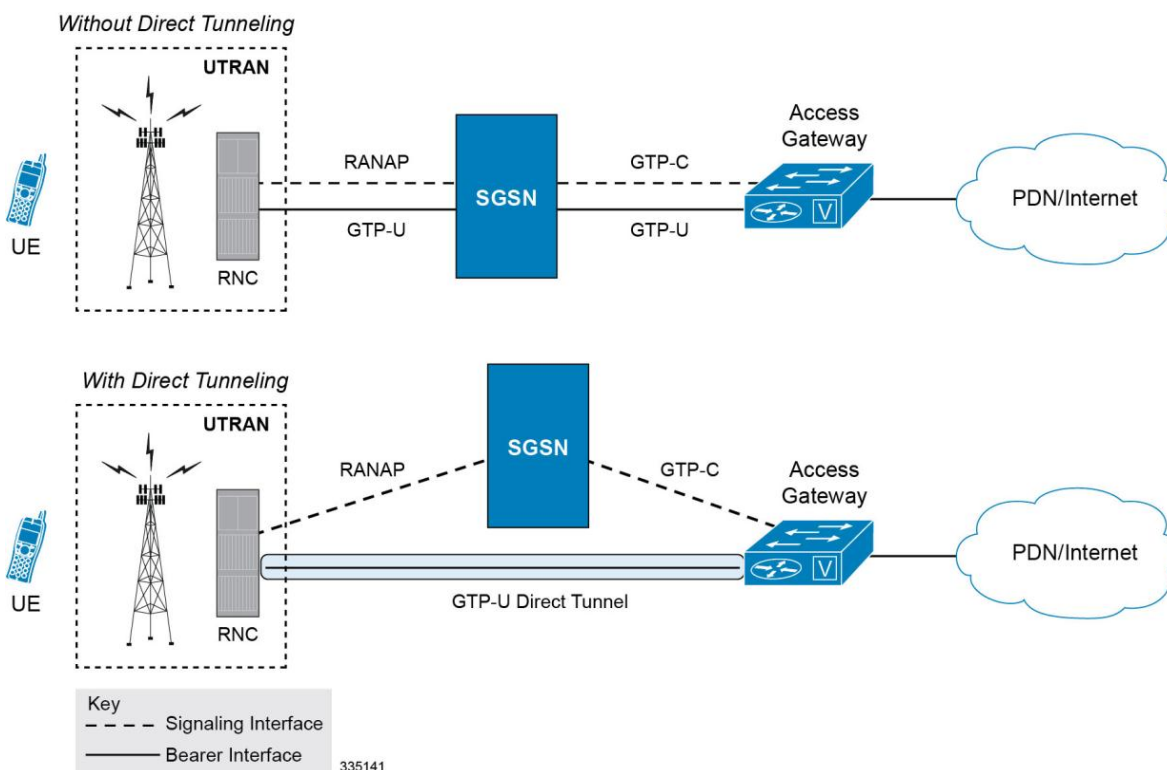 Without Direct Tunneling
UTRAN
UE
RNC
RANAP
GTP-U
SGSN
GTP-C
GTP-U
Access
Gateway
V
PDN/Internet
With Direct Tunneling
UTRAN
UE
RNC
RANAP
SGSN
GTP-C
GTP-U Direct Tunnel
Access
Gateway
V
PDN/Internet
Key
Signaling Interface
Bearer Interface
335141